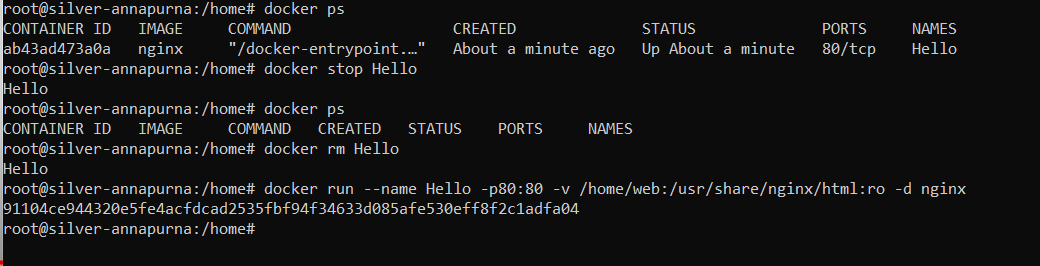 root@silver-annapurna:/home# docker ps
CONTAINER ID   IMAGE     COMMAND                  CREATED              STATUS              PORTS     NAMES
ab43ad473a0a   nginx     "/docker-entrypoint.…"   About a minute ago   Up About a minute   80/tcp    Hello
root@silver-annapurna:/home# docker stop Hello
Hello
root@silver-annapurna:/home# docker ps
CONTAINER ID   IMAGE     COMMAND   CREATED   STATUS    PORTS     NAMES
root@silver-annapurna:/home# docker rm Hello
Hello
root@silver-annapurna:/home# docker run --name Hello -p80:80 -v /home/web:/usr/share/nginx/html:ro -d nginx
91104ce944320e5fe4acfdcad2535fbf94f34633d085afe530eff8f2c1adfa04
root@silver-annapurna:/home#